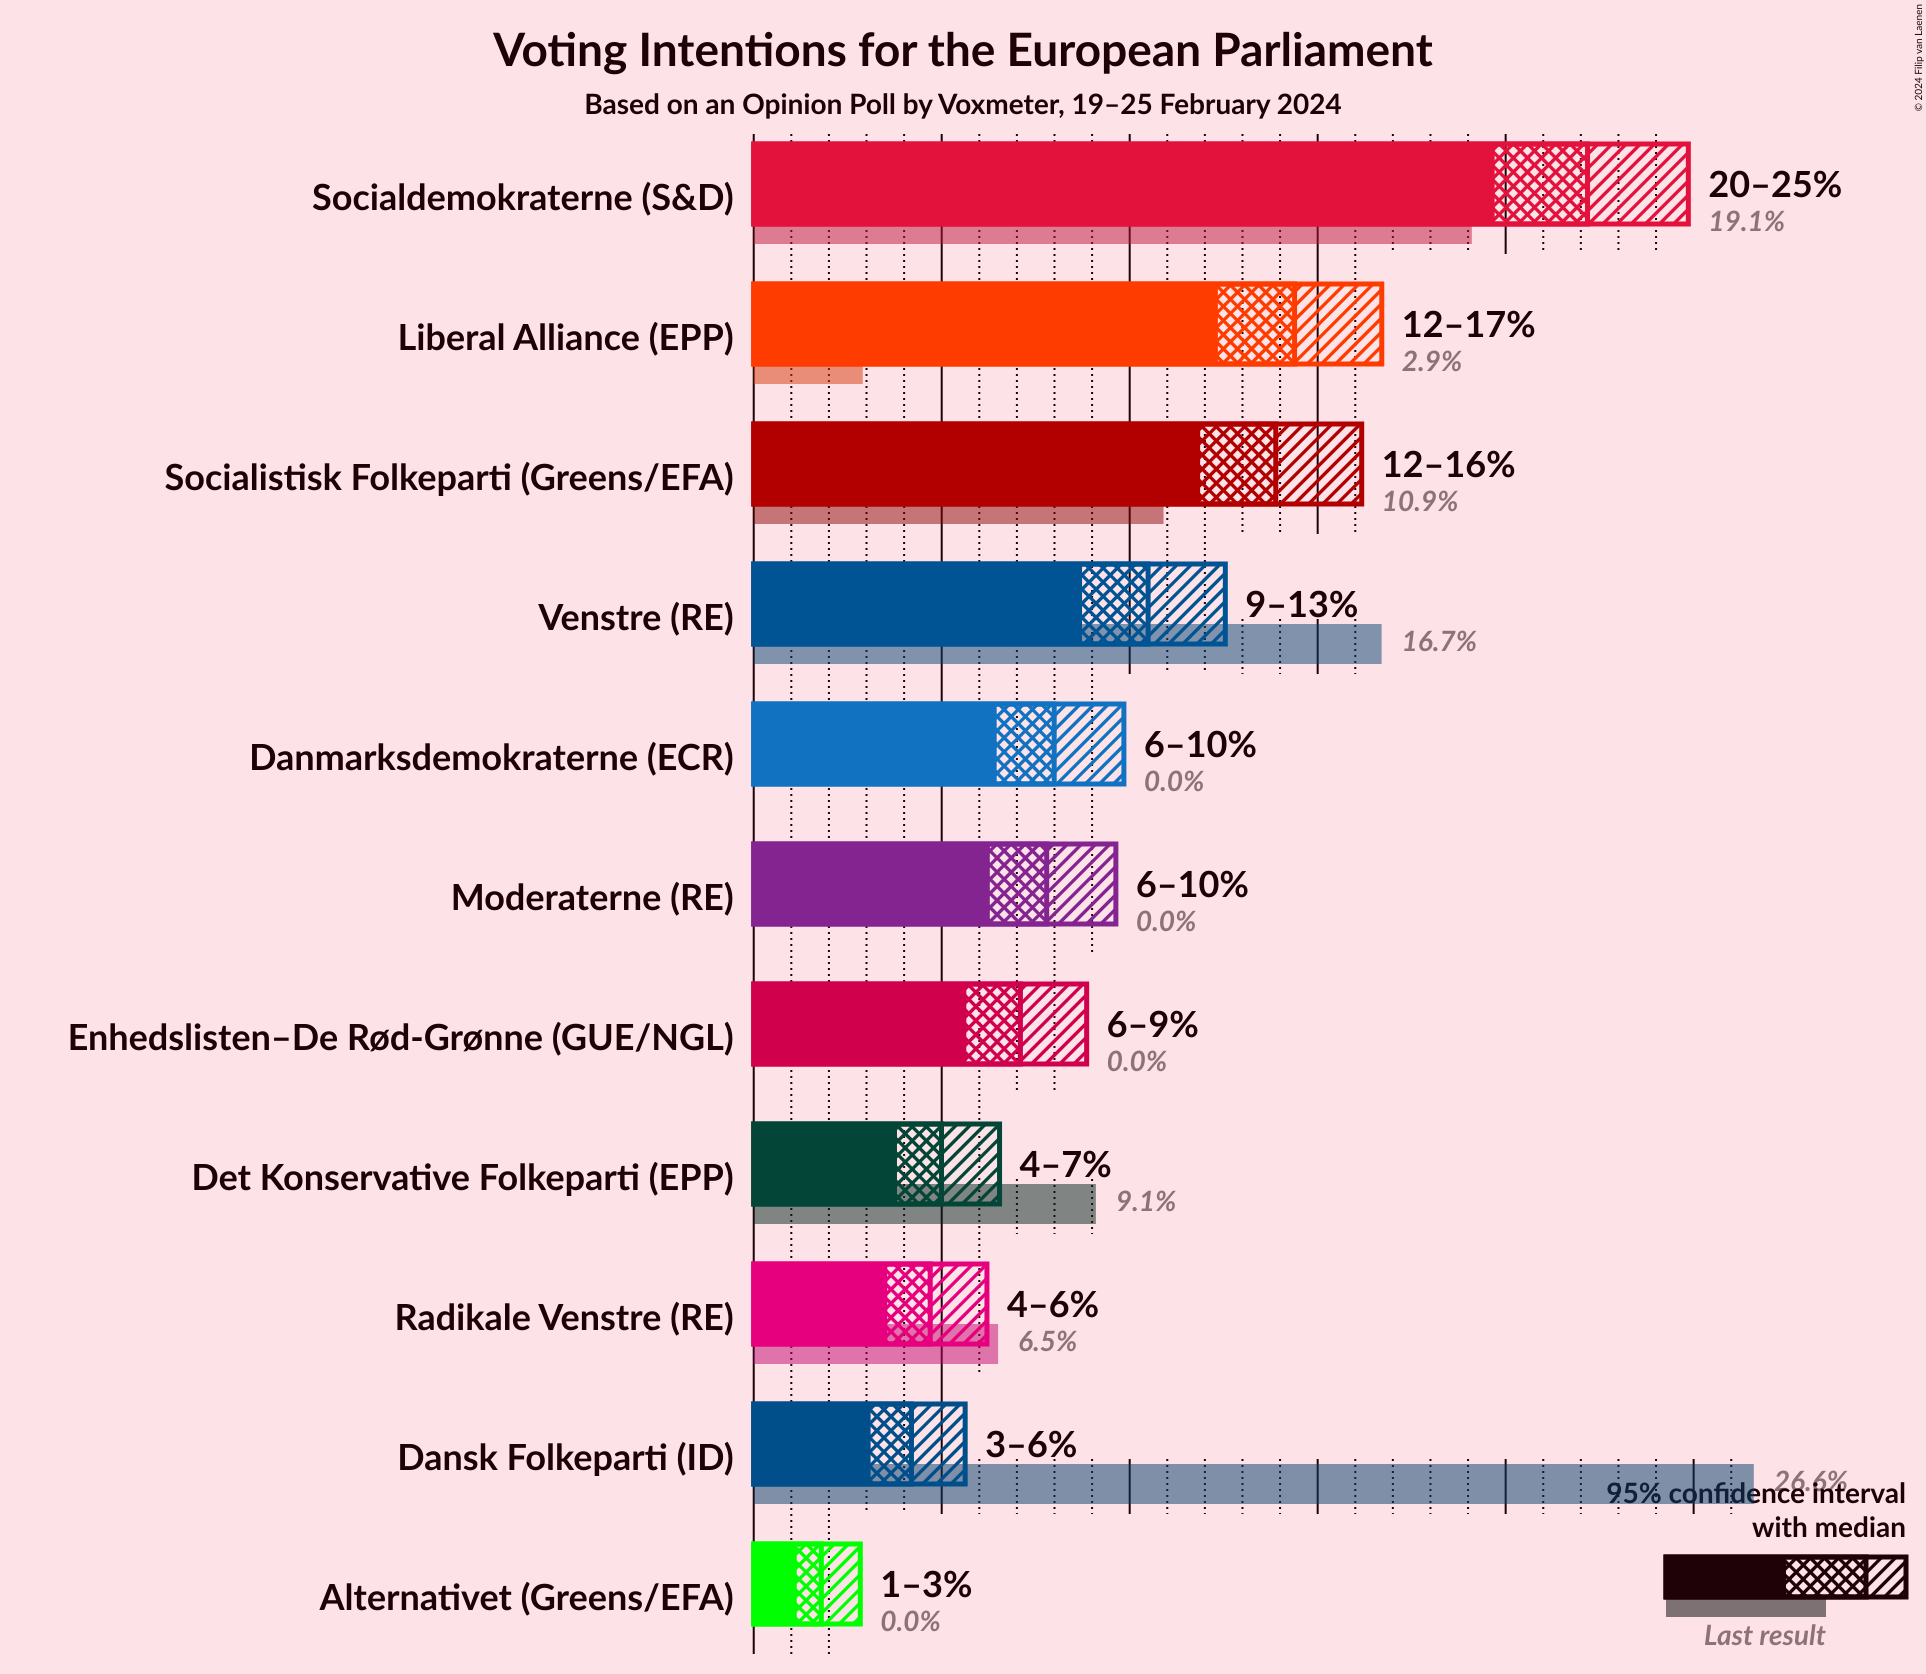 Voting Intentions for the European Parliament
Based on an Opinion Poll by Voxmeter, 19–25 February 2024
© 2024 Filip van Laenen
Socialdemokraterne (S&D)
20–25%
19.1%
Liberal Alliance (EPP)
12–17%
2.9%
Socialistisk Folkeparti (Greens/EFA)
12–16%
10.9%
Venstre (RE)
9–13%
16.7%
Danmarksdemokraterne (ECR)
6–10%
0.0%
Moderaterne (RE)
6–10%
0.0%
Enhedslisten–De Rød-Grønne (GUE/NGL)
6–9%
0.0%
Det Konservative Folkeparti (EPP)
4–7%
9.1%
Radikale Venstre (RE)
4–6%
6.5%
Dansk Folkeparti (ID)
3–6%
26.6%
Alternativet (Greens/EFA)
1–3%
0.0%
95% confidence interval
with median
Last result